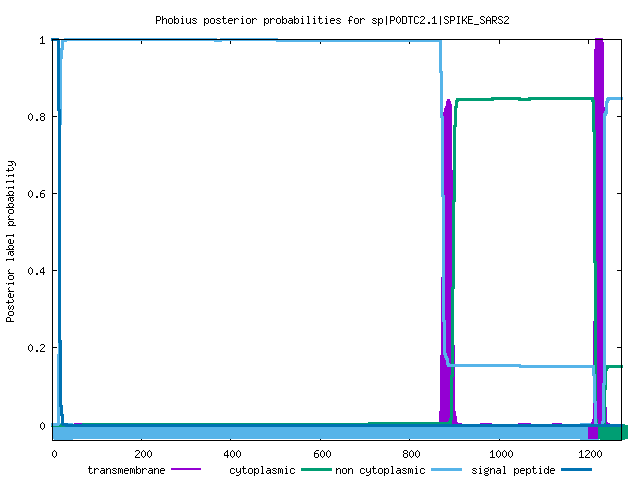 Phobius posterior probabilities for sp|P0DTC2.1|SPIKE_SARS2
Posterior label probability
1
0.8
0.6
0.4
0.2
0
0 200 400 600 800 1000 1200
transmembrane cytoplasmic non cytoplasmic signal peptide